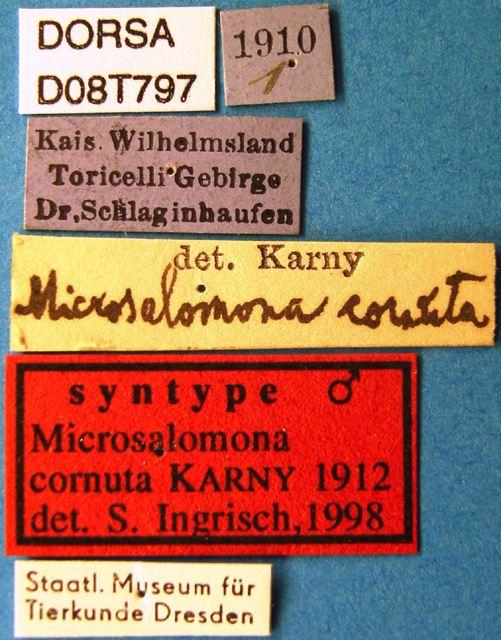 DORSA
D08T797
1910
1
Kais. Wilhelmsland
Toricelli Gebirge
Dr, Schlaginhaufen
det. Karny
Microsalomona cornuta
syntype ♂
Microsalomona
cornuta KARNY 1912
det. S. Ingrisch, 1998
Staatl. Museum für
Tierkunde Dresden